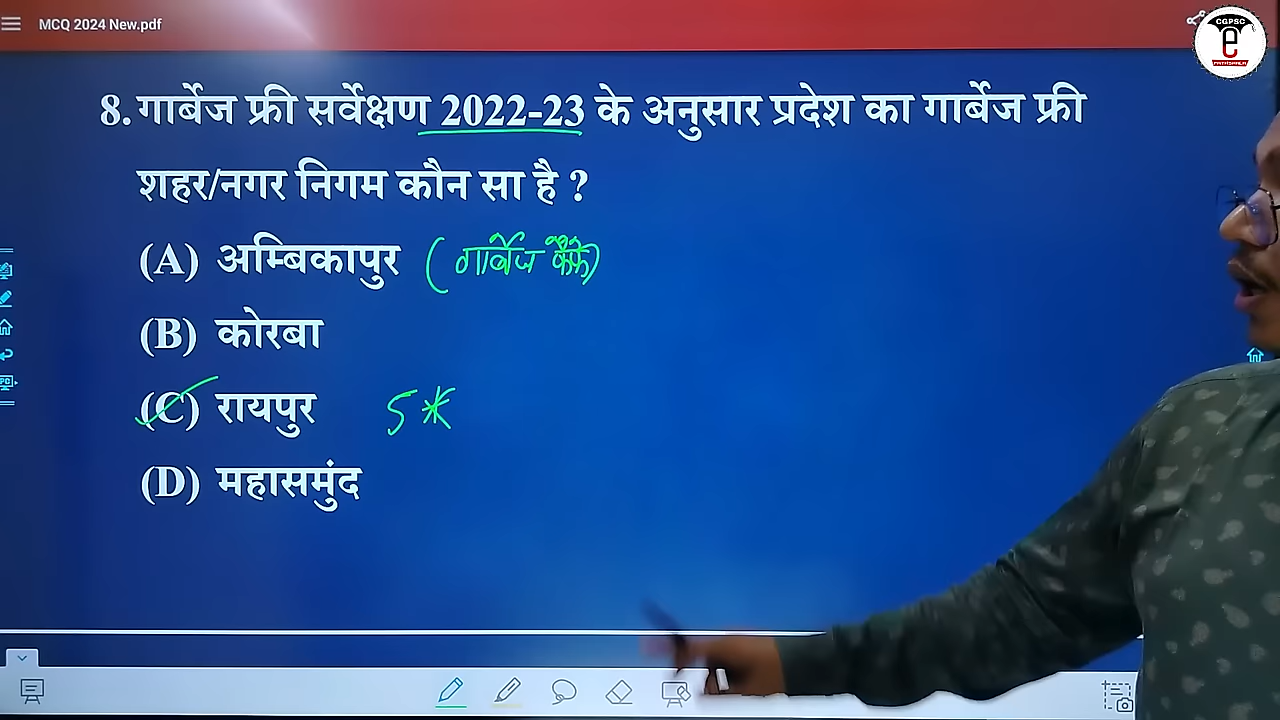 MCQ 2024 New.pdf
CGPSC
e
8. गार्बेज फ्री सर्वेक्षण 2022-23 के अनुसार प्रदेश का गार्बेज फ्री
शहर/नगर निगम कौन सा है ?
(A) अम्बिकापुर (गार्बेज कैफे)
(B) कोरबा
(C) रायपुर 5*
(D) महासमुंद